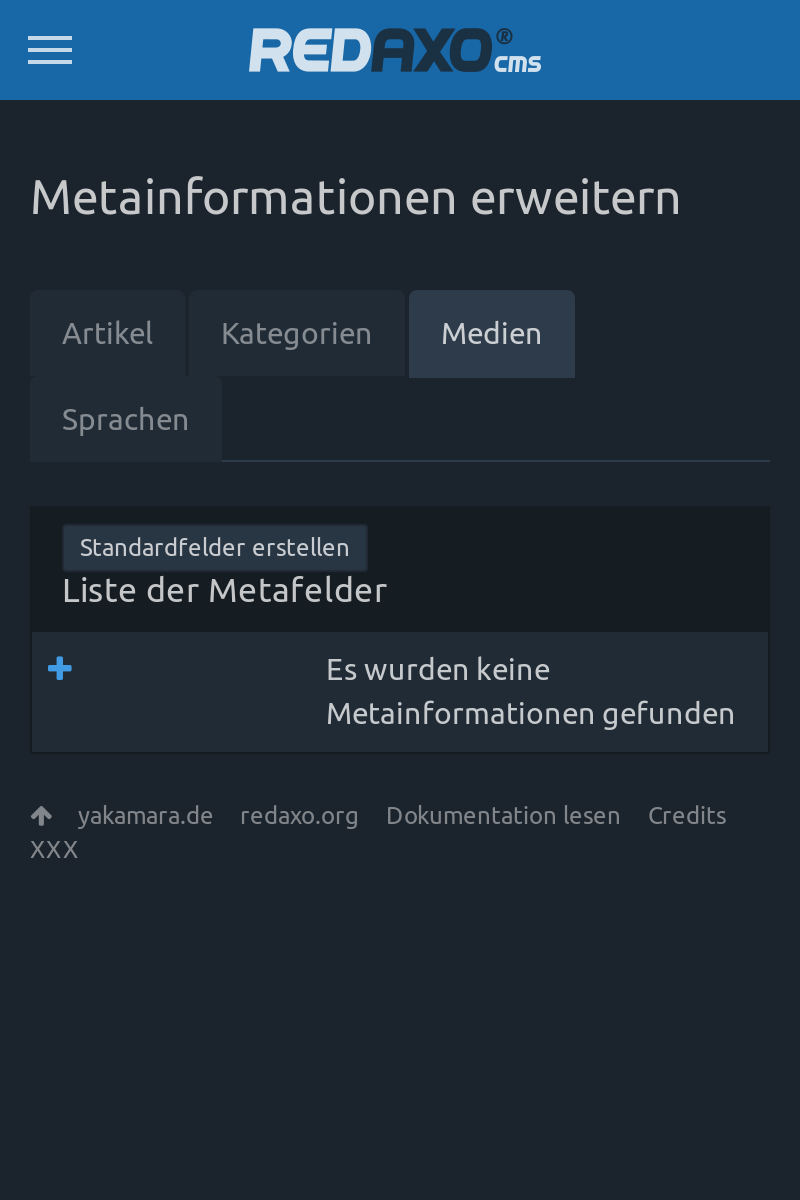 REDAXO® cms
Metainformationen erweitern
Artikel Kategorien Medien
Sprachen
Standardfelder erstellen
Liste der Metafelder
Es wurden keine
Metainformationen gefunden
yakamara.de redaxo.org Dokumentation lesen Credits
XXX